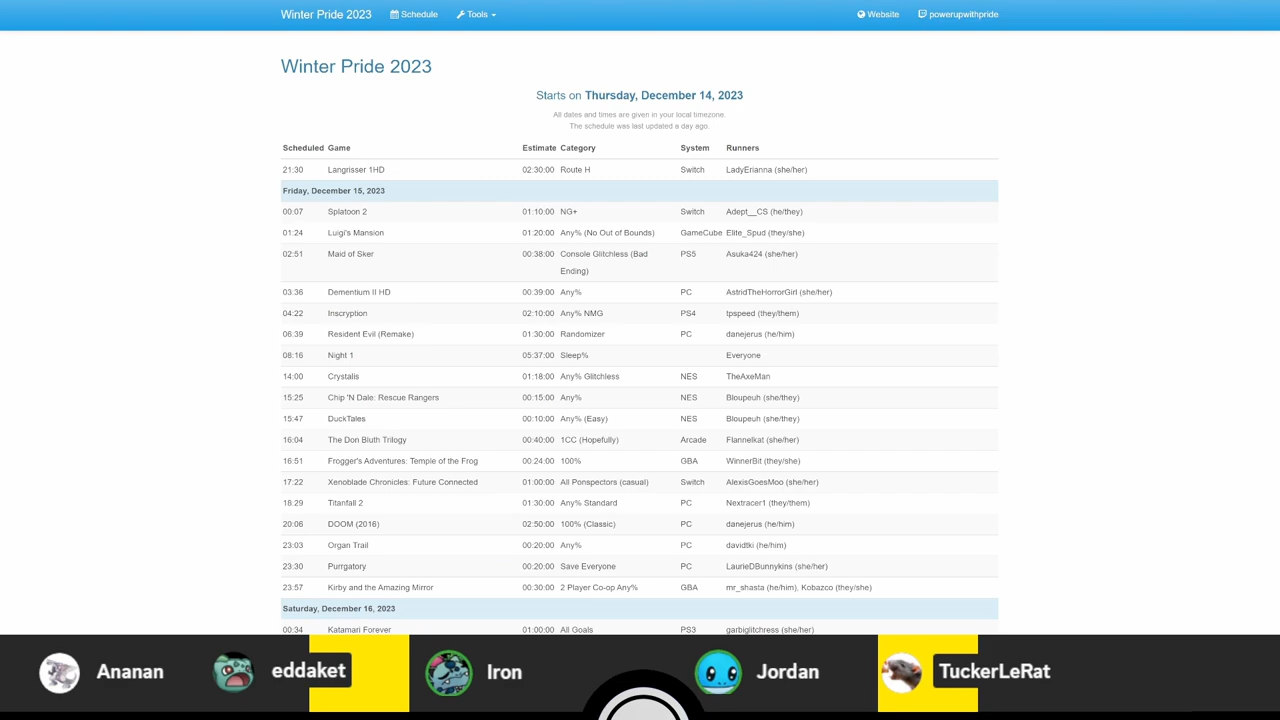 Winter Pride 2023 Schedule Tools Website powerupwithpride
Winter Pride 2023
Starts on Thursday, December 14, 2023
All dates and times are given in your local timezone.
The schedule was last updated a day ago.
Scheduled Game Estimate Category System Runners
21:30 Langrisser 1HD 02:30:00 Route H Switch LadyErianna (she/her)
Friday, December 15, 2023
00:07 Splatoon 2 01:10:00 NG+ Switch Adept__CS (he/they)
01:24 Luigi's Mansion 01:20:00 Any% (No Out of Bounds) GameCube Elite_Spud (they/she)
02:51 Maid of Sker 00:38:00 Console Glitchless (Bad PS5 Asuka424 (she/her)
Ending)
03:36 Dementium II HD 00:39:00 Any% PC AstridTheHorrorGirl (she/her)
04:22 Inscryption 02:10:00 Any% NMG PS4 tpspeed (they/them)
06:39 Resident Evil (Remake) 01:30:00 Randomizer PC danejerus (he/him)
08:16 Night 1 05:37:00 Sleep% Everyone
14:00 Crystalis 01:18:00 Any% Glitchless NES TheAxeMan
15:25 Chip 'N Dale: Rescue Rangers 00:15:00 Any% NES Bloupeuh (she/they)
15:47 DuckTales 00:10:00 Any% (Easy) NES Bloupeuh (she/they)
16:04 The Don Bluth Trilogy 00:40:00 1CC (Hopefully) Arcade Flannelkat (she/her)
16:51 Frogger's Adventures: Temple of the Frog 00:24:00 100% GBA WinnerBit (they/she)
17:22 Xenoblade Chronicles: Future Connected 01:00:00 All Ponspectors (casual) Switch AlexisGoesMoo (she/her)
18:29 Titanfall 2 01:30:00 Any% Standard PC Nextracer1 (they/them)
20:06 DOOM (2016) 02:50:00 100% (Classic) PC danejerus (he/him)
23:03 Organ Trail 00:20:00 Any% PC davidtki (he/him)
23:30 Purrgatory 00:20:00 Save Everyone PC LaurieDBunnykins (she/her)
23:57 Kirby and the Amazing Mirror 00:30:00 2 Player Co-op Any% GBA mr_shasta (he/him), Kobazco (they/she)
Saturday, December 16, 2023
00:34 Katamari Forever 01:00:00 All Goals PS3 garbiglitchress (she/her)
Ananan eddaket Iron Jordan TuckerLeRat